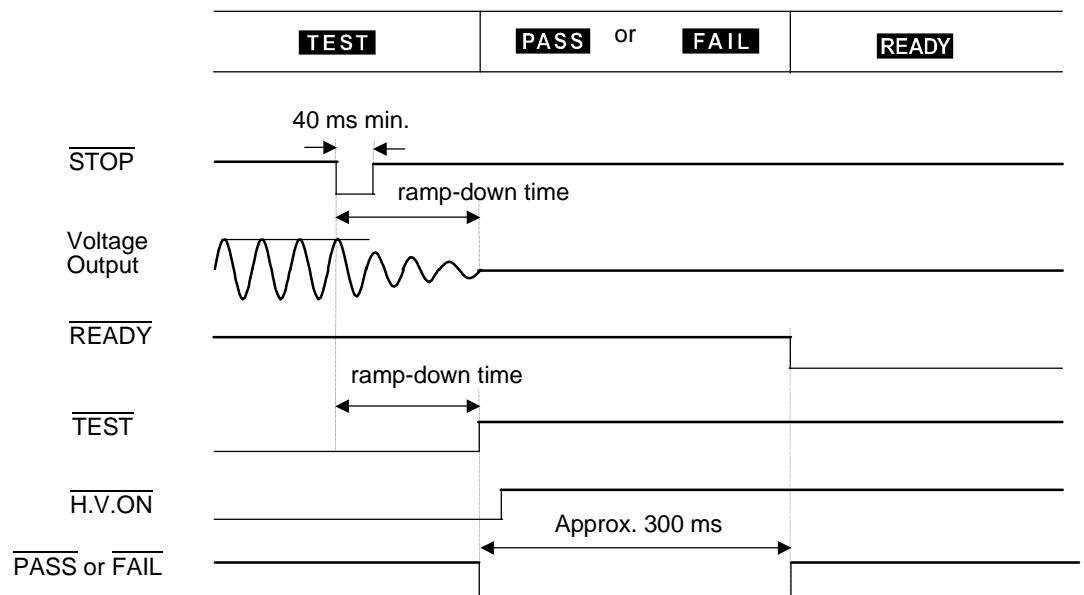 TEST PASS or FAIL READY
40 ms min.
STOP
ramp-down time
Voltage
Output
READY
ramp-down time
TEST
H.V.ON
Approx. 300 ms
PASS or FAIL